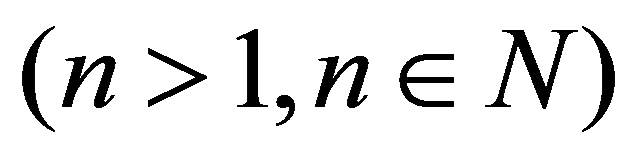 (n > 1, n ∈ N)